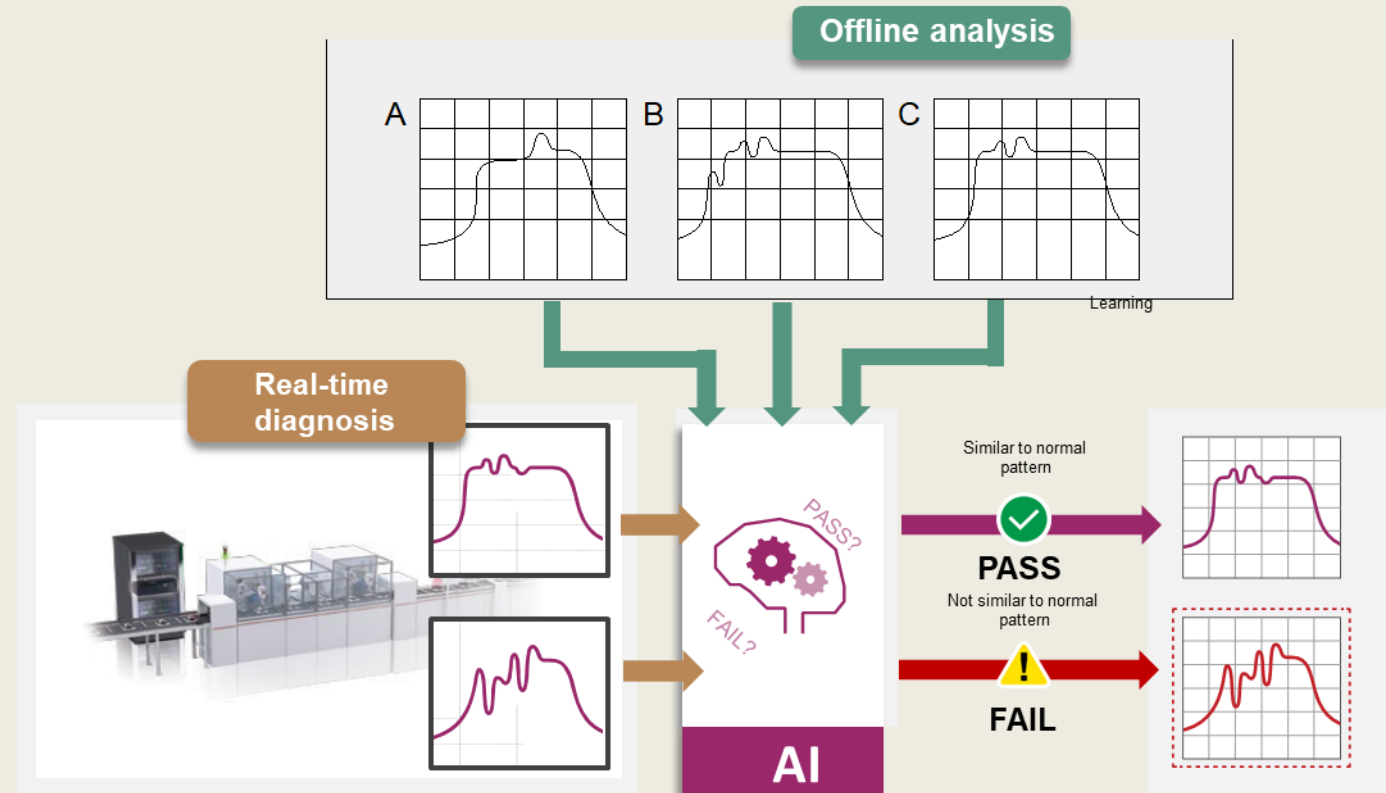 Offline analysis
A
B
C
Learning
Real-time
diagnosis
PASS?
FAIL?
AI
Similar to normal
pattern
PASS
Not similar to normal
pattern
!
FAIL